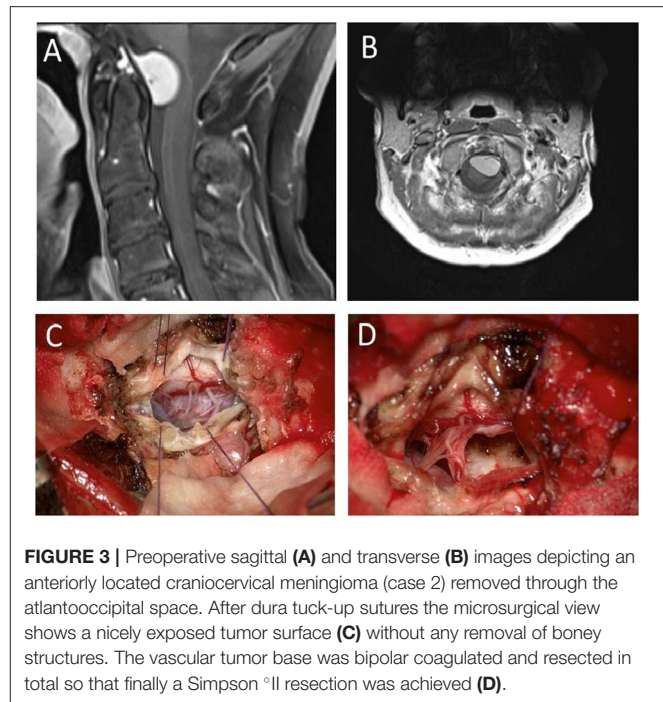 A
B
C
D
FIGURE 3 | Preoperative sagittal (A) and transverse (B) images depicting an
anteriorly located craniocervical meningioma (case 2) removed through the
atlantooccipital space. After dura tuck-up sutures the microsurgical view
shows a nicely exposed tumor surface (C) without any removal of boney
structures. The vascular tumor base was bipolar coagulated and resected in
total so that finally a Simpson °II resection was achieved (D).